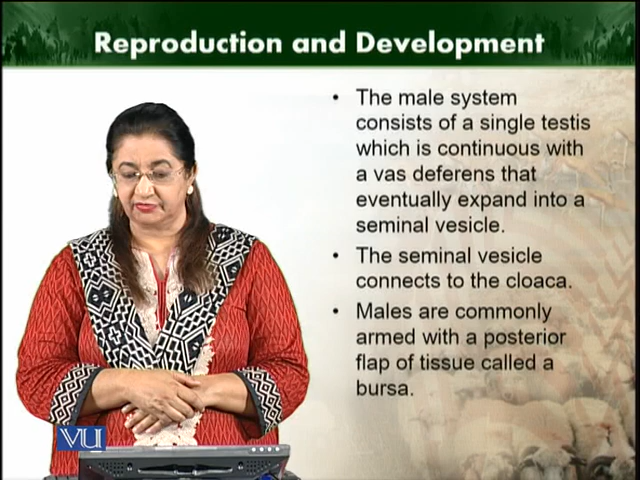 Reproduction and Development
• The male system
consists of a single testis
which is continuous with
a vas deferens that
eventually expand into a
seminal vesicle.
• The seminal vesicle
connects to the cloaca.
• Males are commonly
armed with a posterior
flap of tissue called a
bursa.
VU